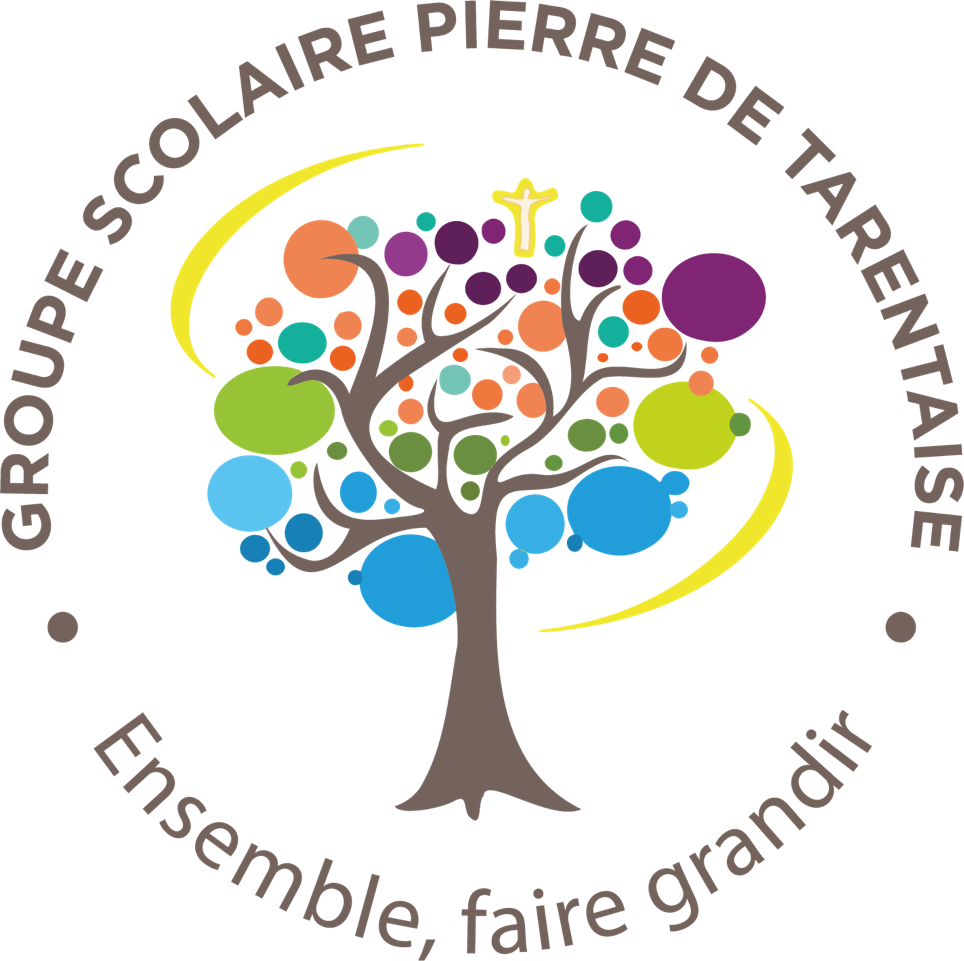 GROUPE SCOLAIRE PIERRE DE TARENTAISE
Ensemble, faire grandir